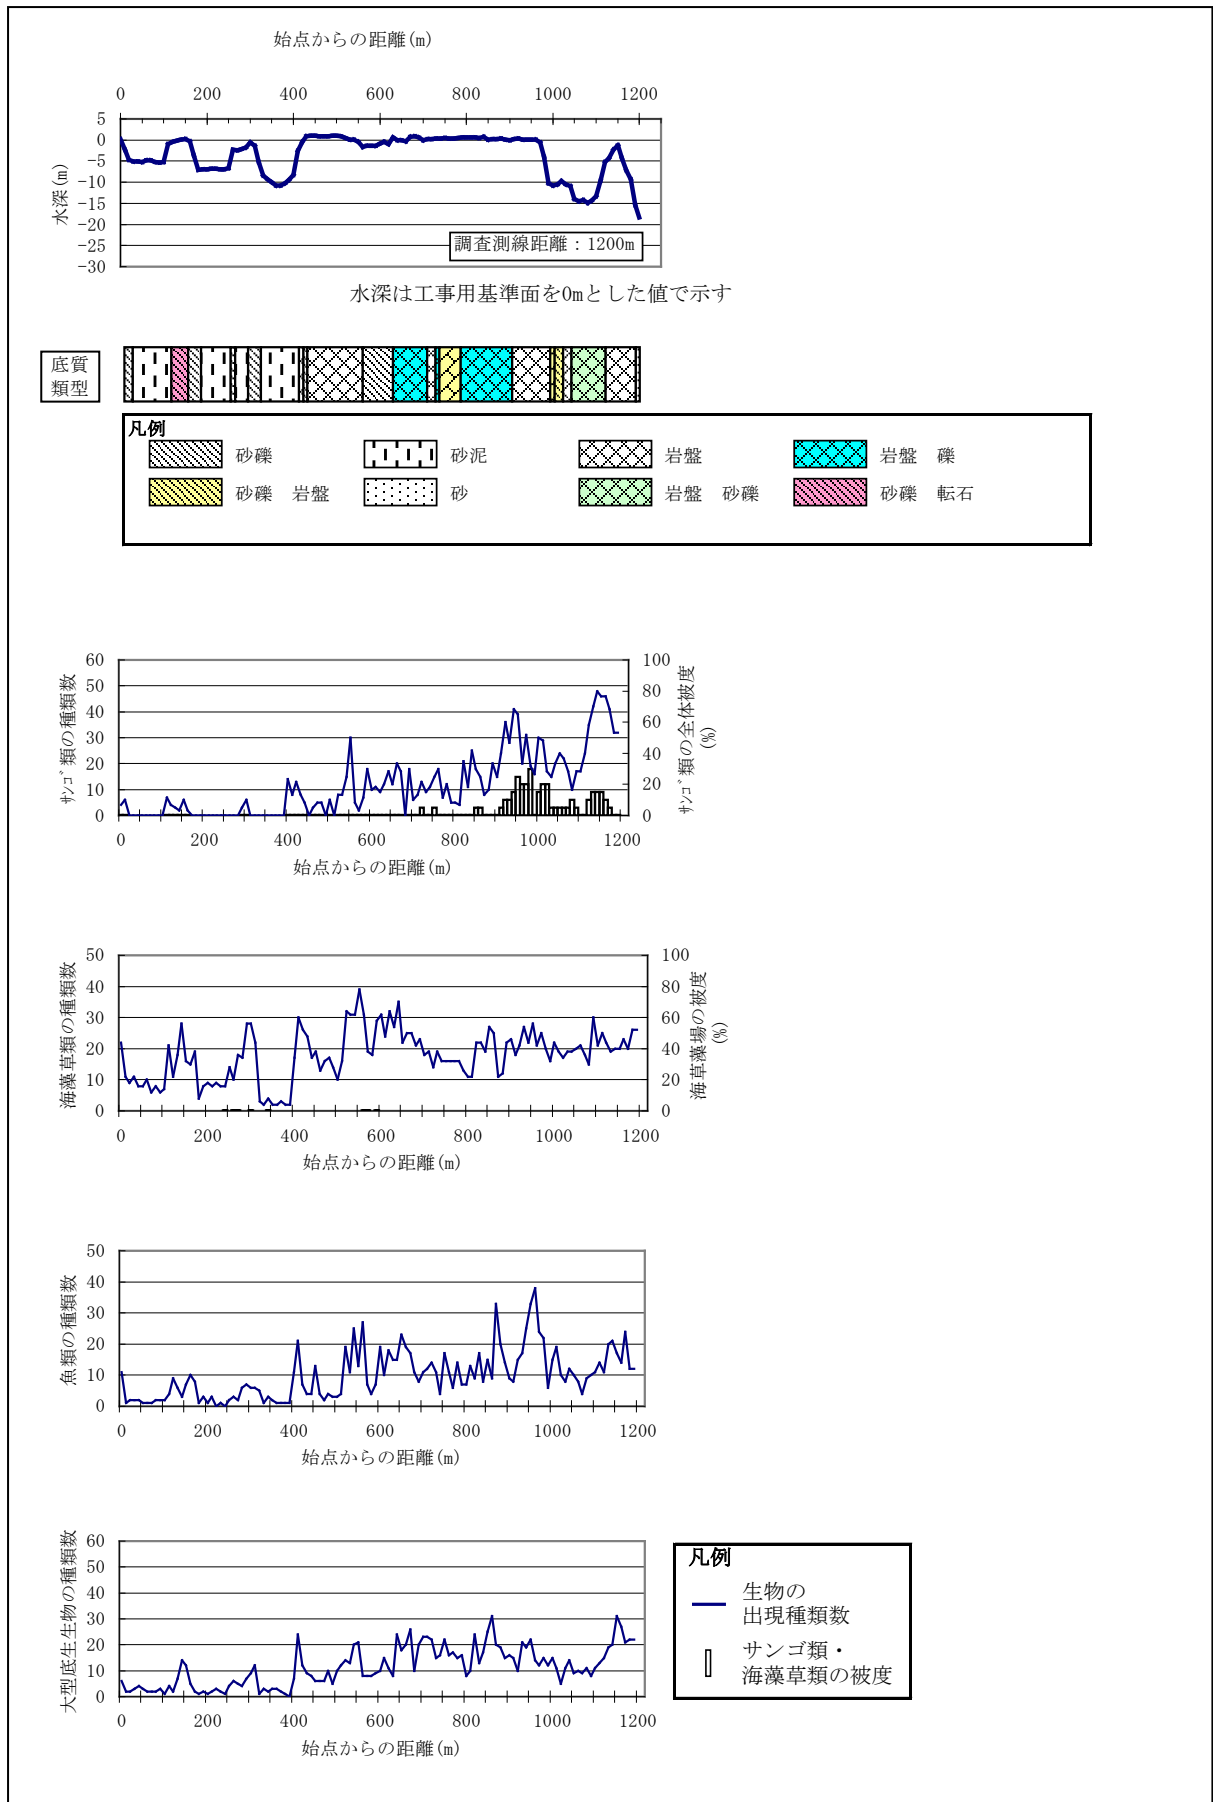 始点からの距離(m)
0 200 400 600 800 1000 1200
5
0
-5
-10
-15
-20
-25
-30
水深(m)
調査測線距離：1200m
水深は工事用基準面を0mとした値で示す
底質
類型
凡例
砂礫 砂泥 岩盤 岩盤 礫
砂礫 岩盤 砂 岩盤 砂礫 砂礫 転石
60
50
40
30
20
10
0
ｻﾝｺﾞ類の種類数
100
80
60
40
20
0
ｻﾝｺﾞ類の全体被度
(%)
0 200 400 600 800 1000 1200
始点からの距離(m)
50
40
30
20
10
0
海藻草類の種類数
100
80
60
40
20
0
海草藻場の被度
(%)
0 200 400 600 800 1000 1200
始点からの距離(m)
50
40
30
20
10
0
魚類の種類数
0 200 400 600 800 1000 1200
始点からの距離(m)
60
50
40
30
20
10
0
大型底生生物の種類数
0 200 400 600 800 1000 1200
始点からの距離(m)
凡例
生物の
出現種類数
サンゴ類・
海藻草類の被度